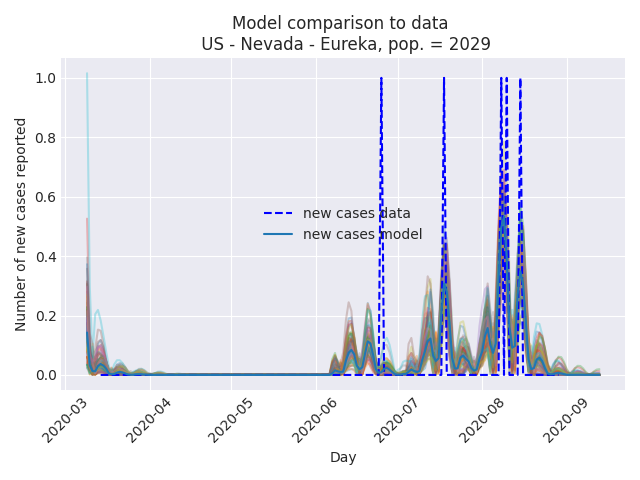 Model comparison to data
US - Nevada - Eureka, pop. = 2029
Number of new cases reported
1.0
0.8
0.6
0.4
0.2
0.0
new cases data
new cases model
2020-03
2020-04
2020-05
2020-06
2020-07
2020-08
2020-09
Day